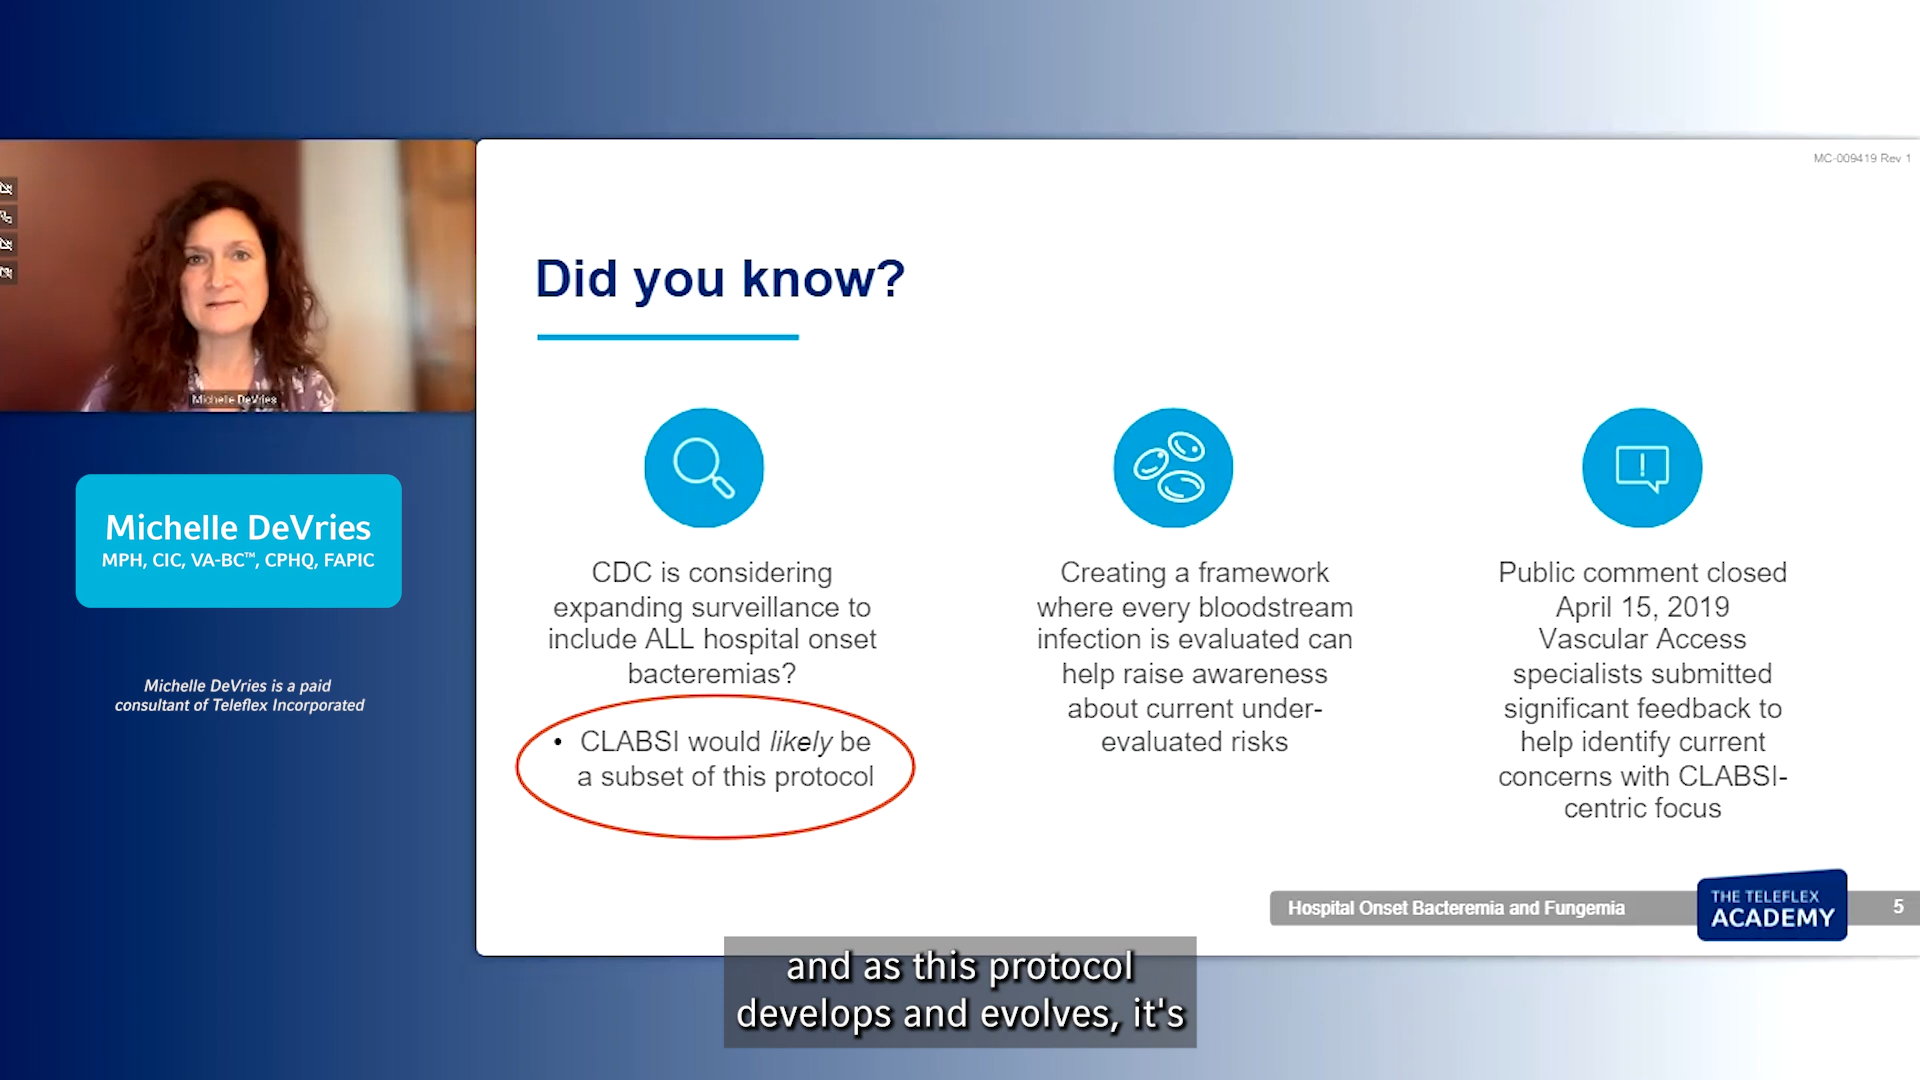 MC-009419 Rev 1
Did you know?
Michelle DeVries
Michelle DeVries
MPH, CIC, VA-BC™, CPHQ, FAPIC
Michelle DeVries is a paid
consultant of Teleflex Incorporated
CDC is considering
expanding surveillance to
include ALL hospital onset
bacteremias?
• CLABSI would likely be
a subset of this protocol
Creating a framework
where every bloodstream
infection is evaluated can
help raise awareness
about current under-
evaluated risks
!
Public comment closed
April 15, 2019
Vascular Access
specialists submitted
significant feedback to
help identify current
concerns with CLABSI-
centric focus
Hospital Onset Bacteremia and Fungemia
THE TELEFLEX
ACADEMY
5
and as this protocol
develops and evolves, it's